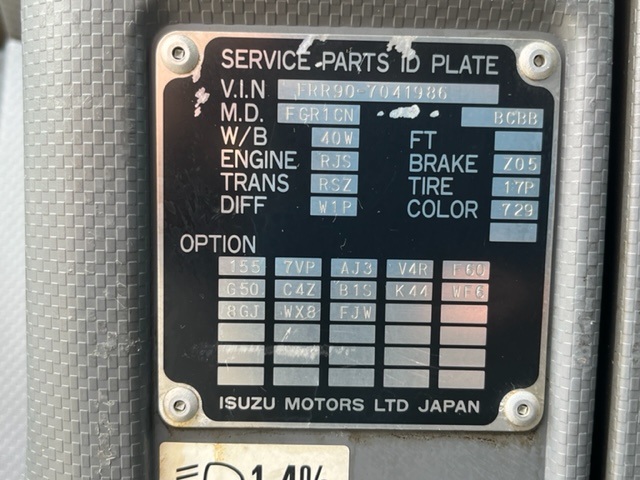 SERVICE PARTS ID PLATE
V.I.N FRR90-7041986
M.D. FGR1CN BCBB
W/B 40W FT
ENGINE RJS BRAKE Z05
TRANS RSZ TIRE 17P
DIFF W1P COLOR 729
OPTION
155 7VP AJ3 V4R F60
G50 C4Z B1S K44 WF6
8GJ WX8 FJW
ISUZU MOTORS LTD JAPAN
1.4%